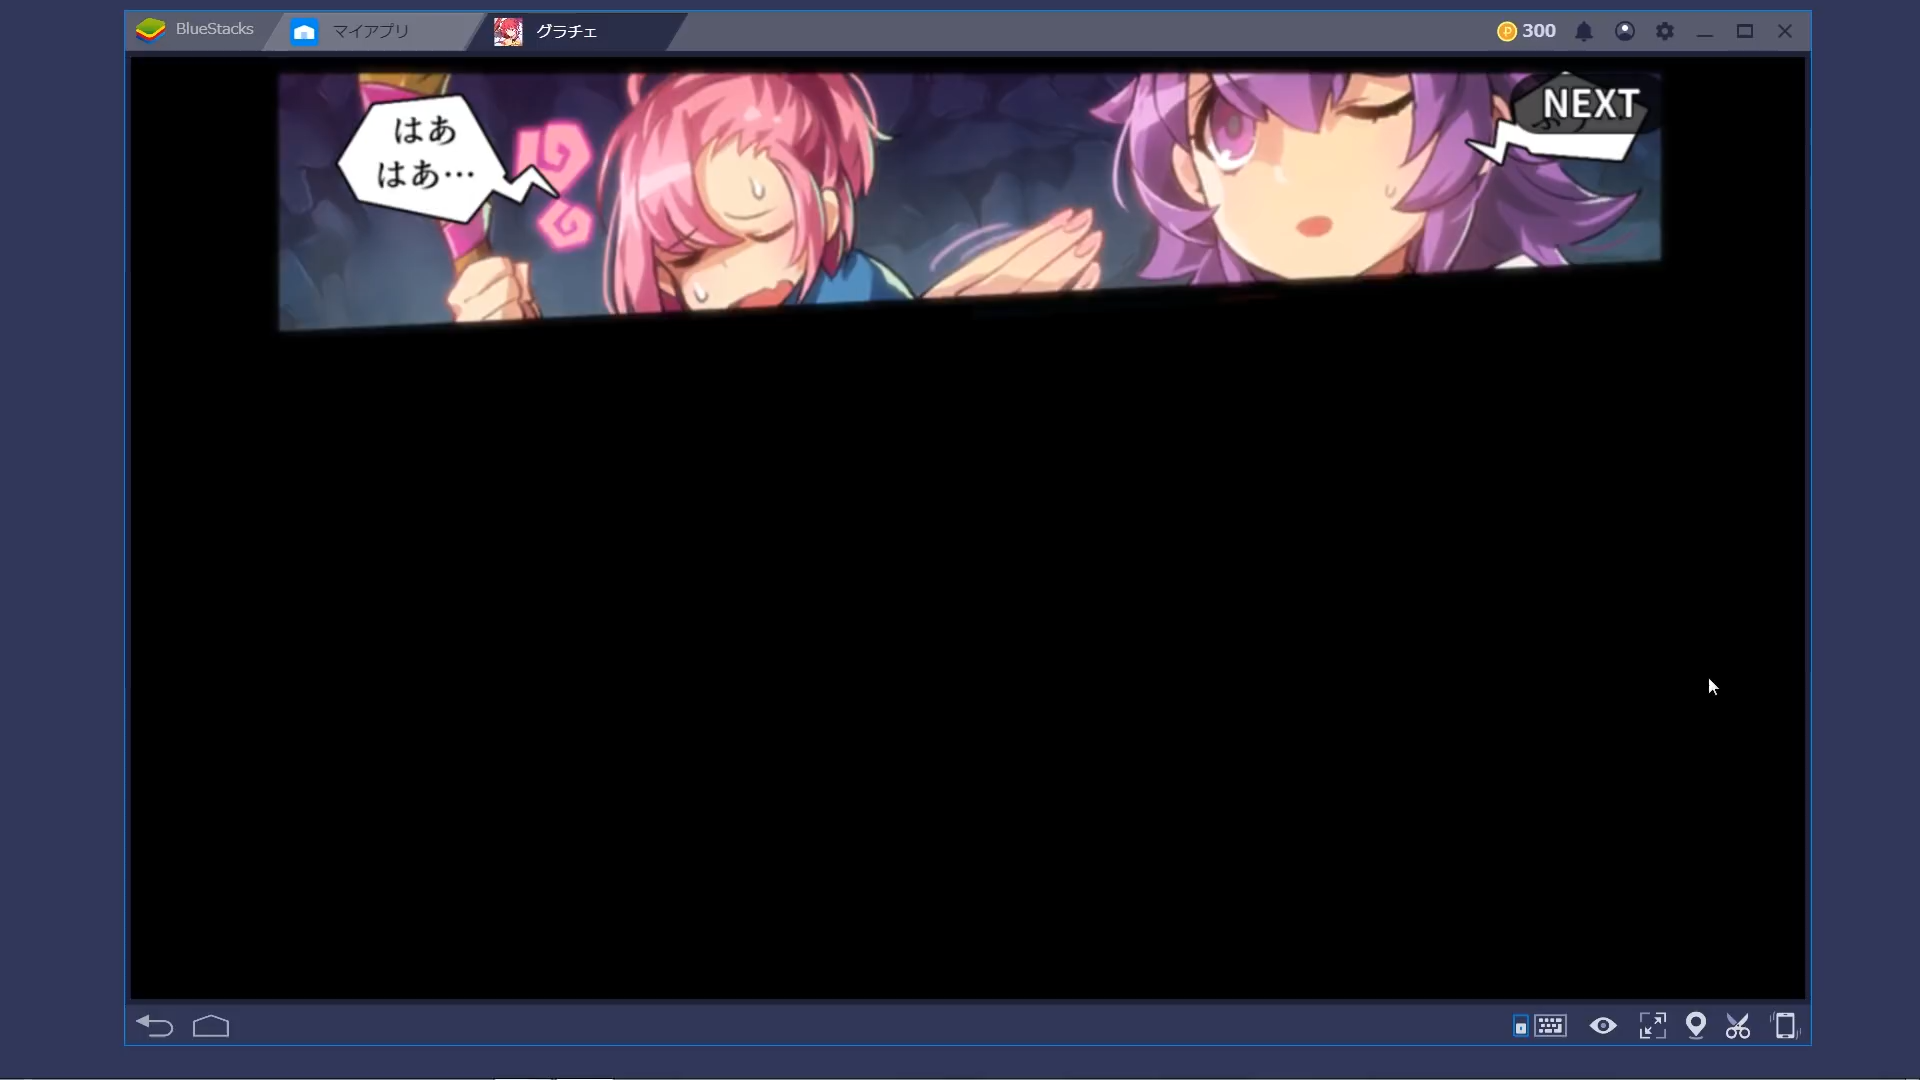 BlueStacks
マイアプリ
グラチェ
P 300
はあ
はあ…
NEXT